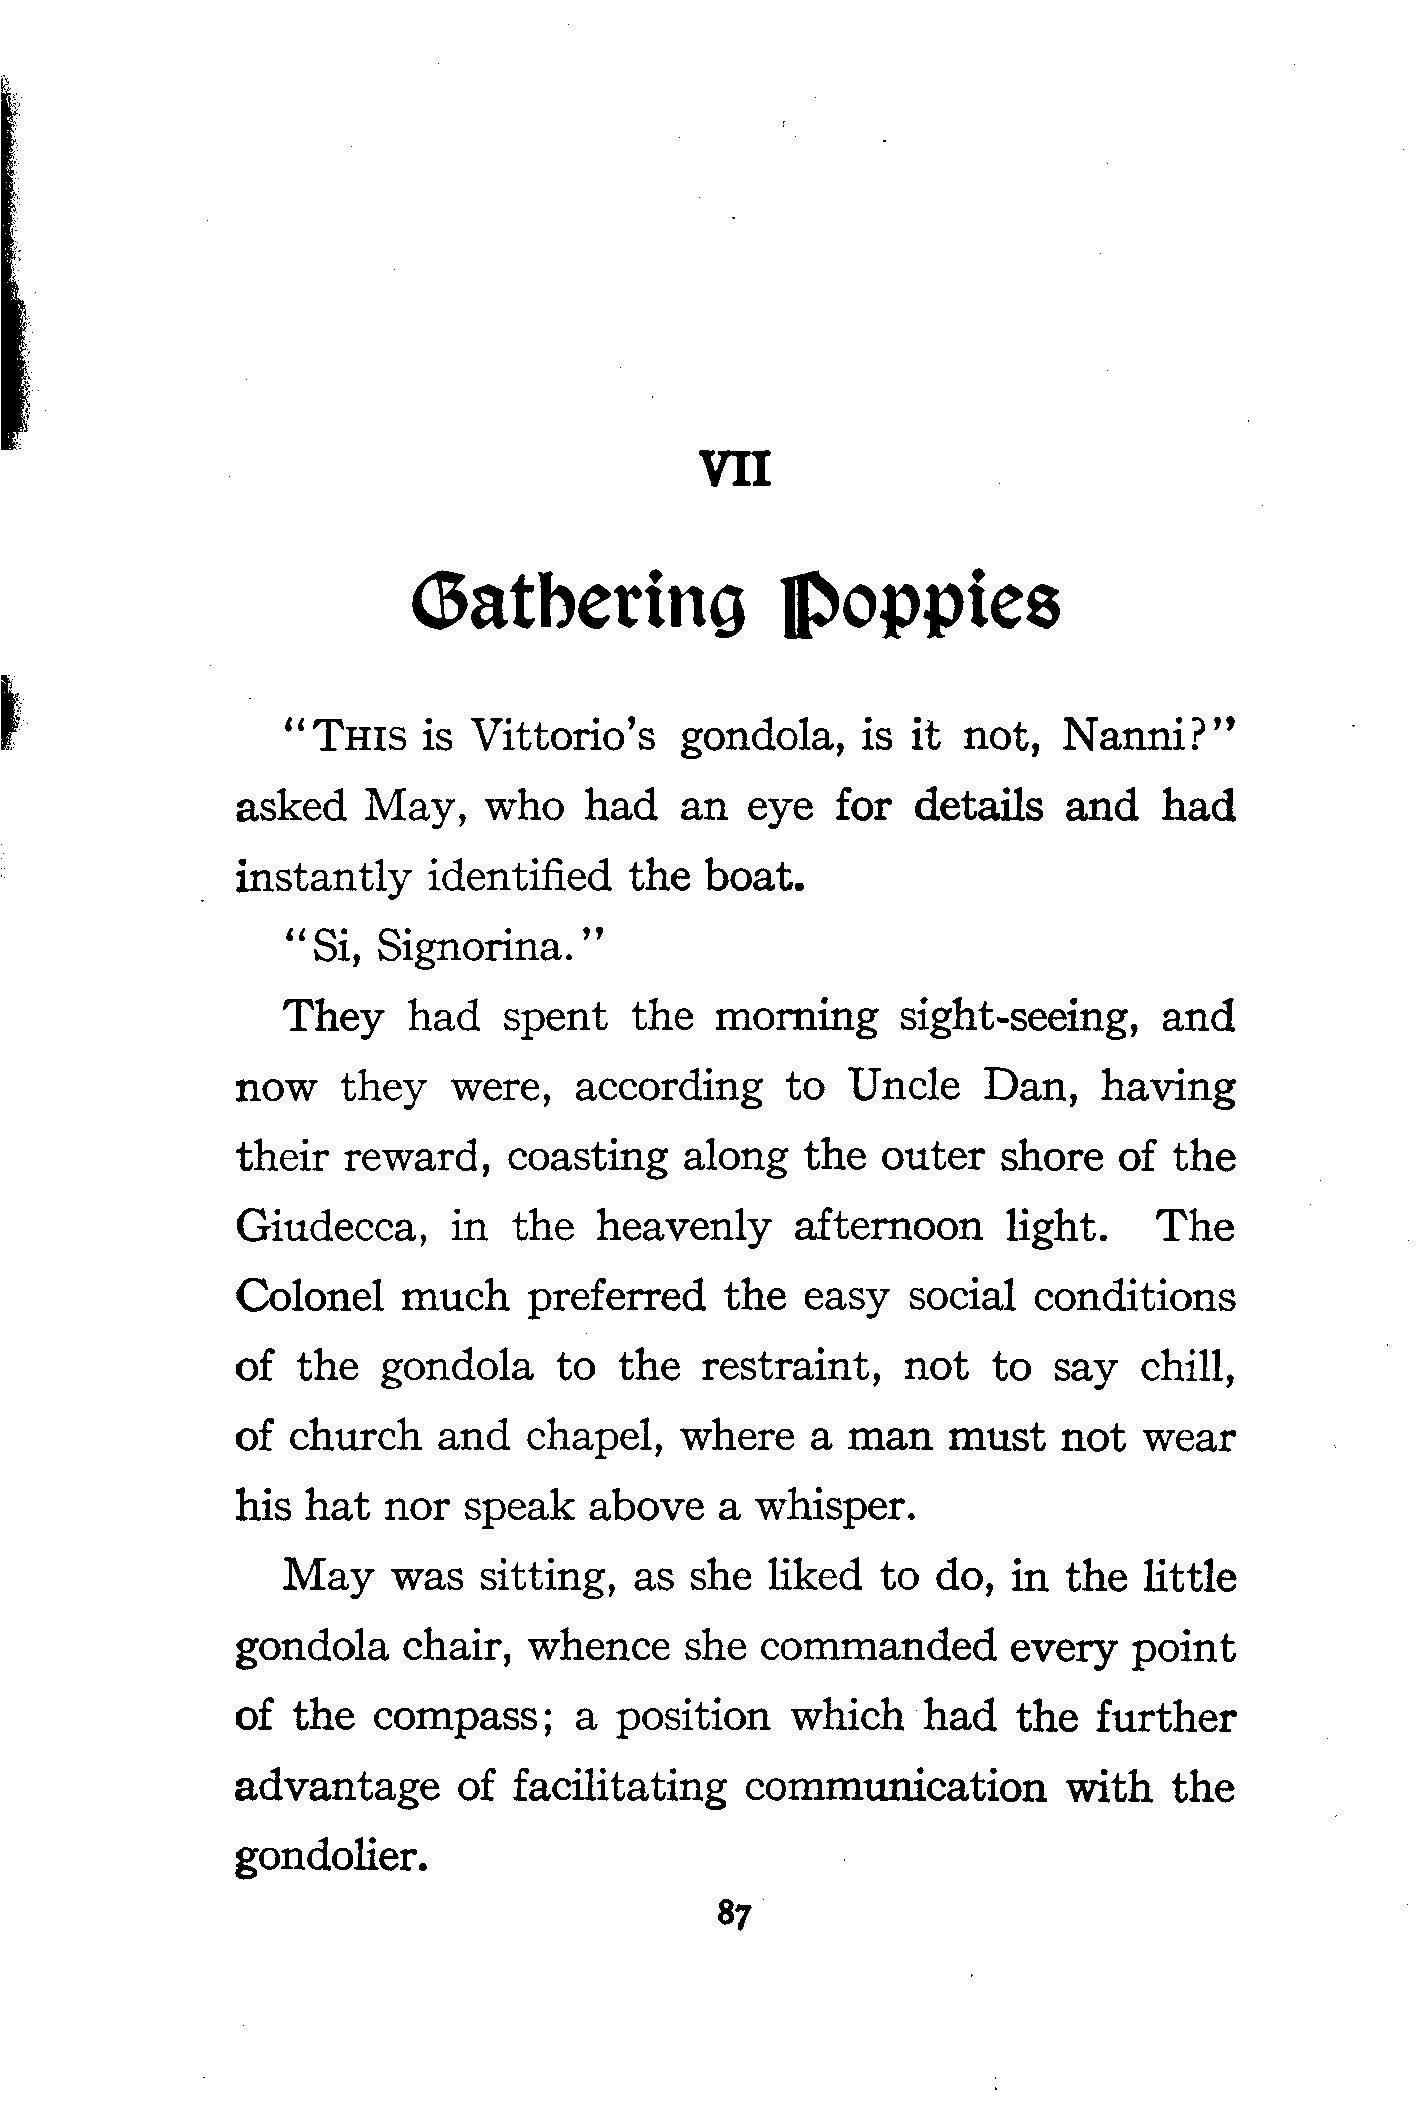 VII
Gathering Poppies
"THIS is Vittorio's gondola, is it not, Nanni?"
asked May, who had an eye for details and had
instantly identified the boat.
"Si, Signorina."
They had spent the morning sight-seeing, and
now they were, according to Uncle Dan, having
their reward, coasting along the outer shore of the
Giudecca, in the heavenly afternoon light. The
Colonel much preferred the easy social conditions
of the gondola to the restraint, not to say chill,
of church and chapel, where a man must not wear
his hat nor speak above a whisper.
May was sitting, as she liked to do, in the little
gondola chair, whence she commanded every point
of the compass; a position which had the further
advantage of facilitating communication with the
gondolier.
87